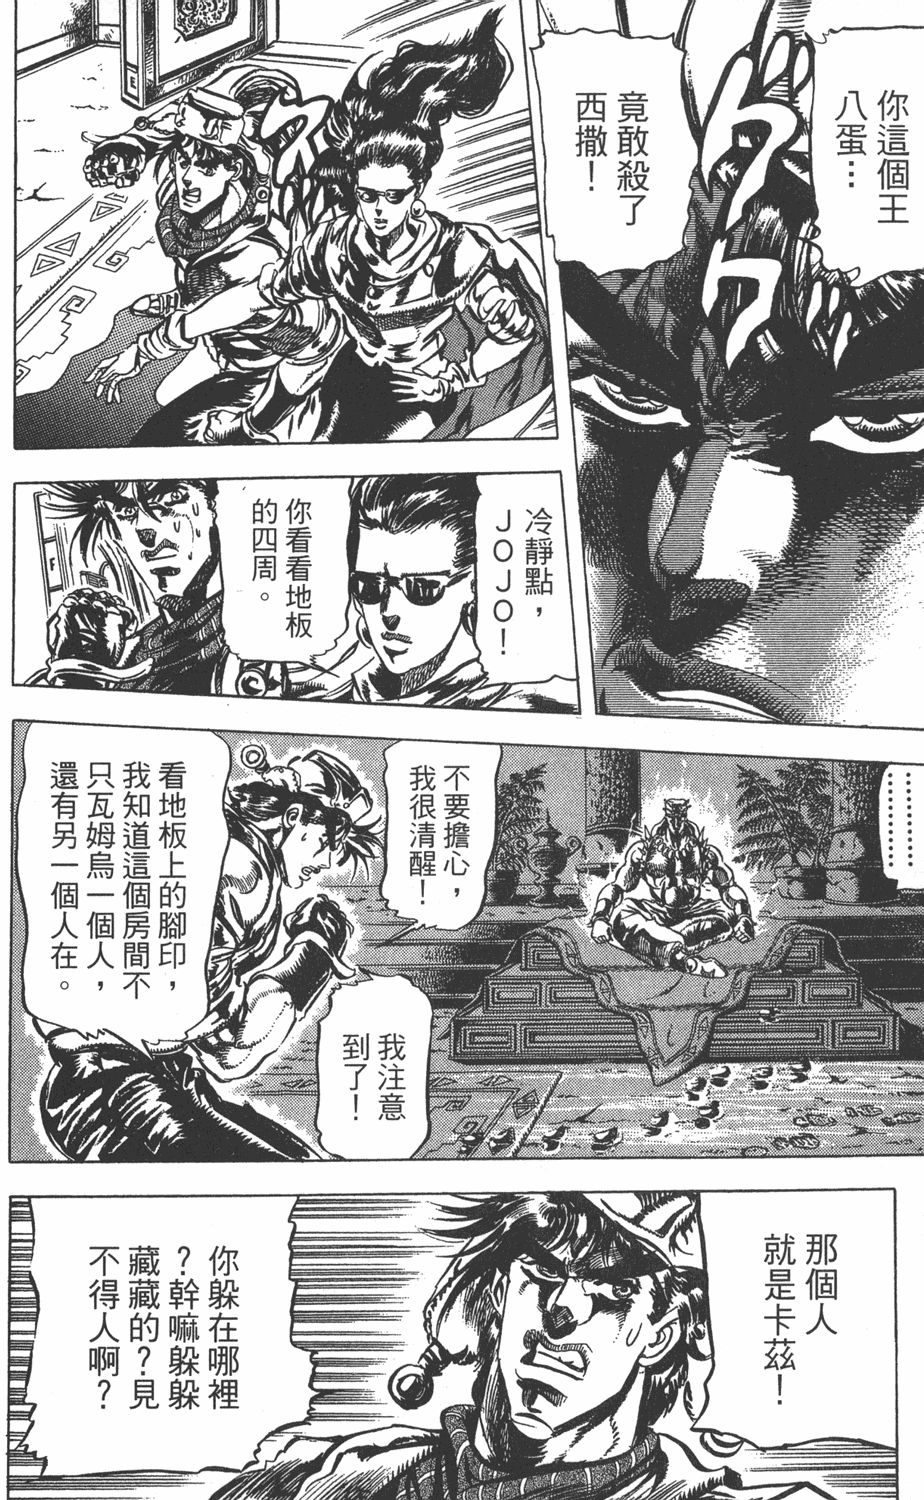 你這個王
八蛋…
竟敢殺了
西撒！
ククク
ズ
E
冷靜點，
ＪＯＪＯ！
你看看地板
的四周。
F
………
不要擔心，
我很清醒！
看地板上的腳印，
我知道這個房間不
只瓦姆烏一個人，
還有另一個人在。
我注意
到了！
那個人
就是卡茲！
你躲在哪裡
？幹嘛躲躲
藏藏的？見
不得人啊？